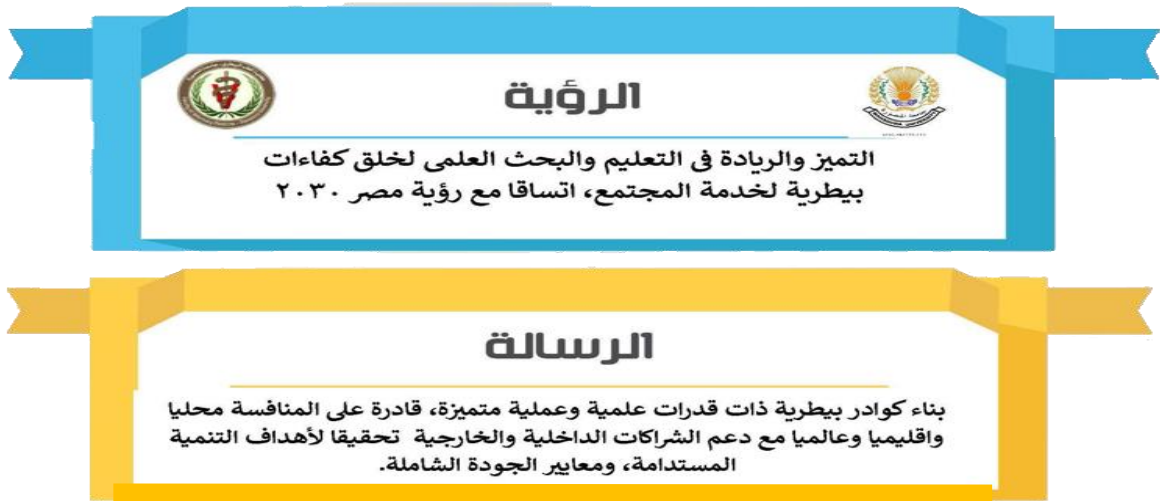 الرؤية
التميز والريادة فى التعليم والبحث العلمى لخلق كفاءات
بيطرية لخدمة المجتمع، اتساقا مع رؤية مصر ٢٠٣٠
الرسالة
بناء كوادر بيطرية ذات قدرات علمية وعملية متميزة، قادرة على المنافسة محليا
واقليميا وعالميا مع دعم الشراكات الداخلية والخارجية تحقيقا لأهداف التنمية
المستدامة، ومعايير الجودة الشاملة.